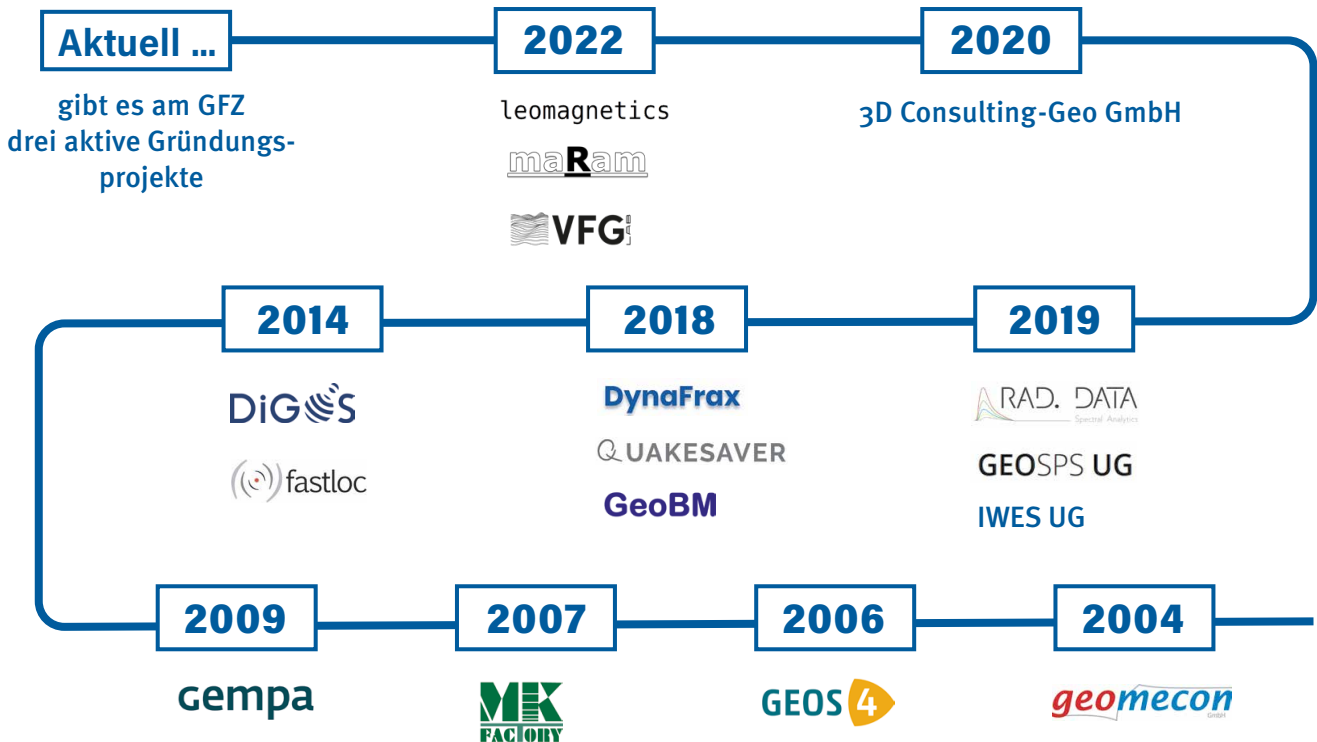 Aktuell ...
gibt es am GFZ
drei aktive Gründungs-
projekte
2022
leomagnetics
maRam
VFG LAB
2020
3D Consulting-Geo GmbH
2014
DiGOS
fastloc
2018
DynaFrax
QUAKESAVER
GeoBM
2019
RAD. DATA
Spectral Analytics
GEOSPS UG
IWES UG
2009
gempa
2007
MK
FACTORY
2006
GEOS 4
2004
geomecon
GmbH